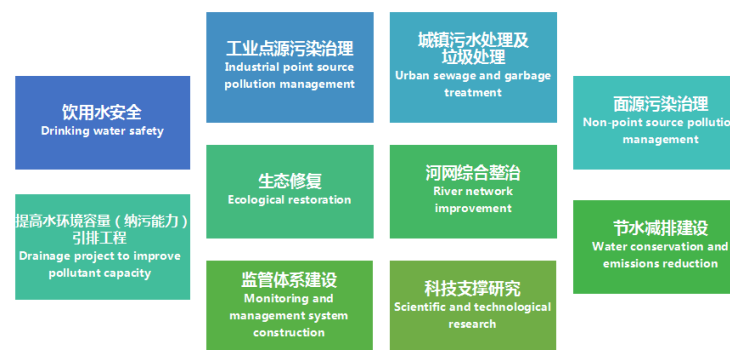 工业点源污染治理
Industrial point source
pollution management
城镇污水处理及
垃圾处理
Urban sewage and garbage
treatment
饮用水安全
Drinking water safety
面源污染治理
Non-point source pollutio
management
生态修复
Ecological restoration
河网综合整治
River network
improvement
提高水环境容量（纳污能力）
引排工程
Drainage project to improve
pollutant capacity
节水减排建设
Water conservation and
emissions reduction
监管体系建设
Monitoring and
management system
construction
科技支撑研究
Scientific and technological
research